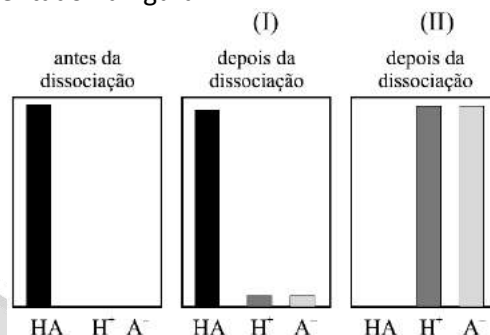 (I) (II)
antes da dissociação depois da dissociação depois da dissociação
HA H⁺ A⁻ HA H⁺ A⁻ HA H⁺ A⁻